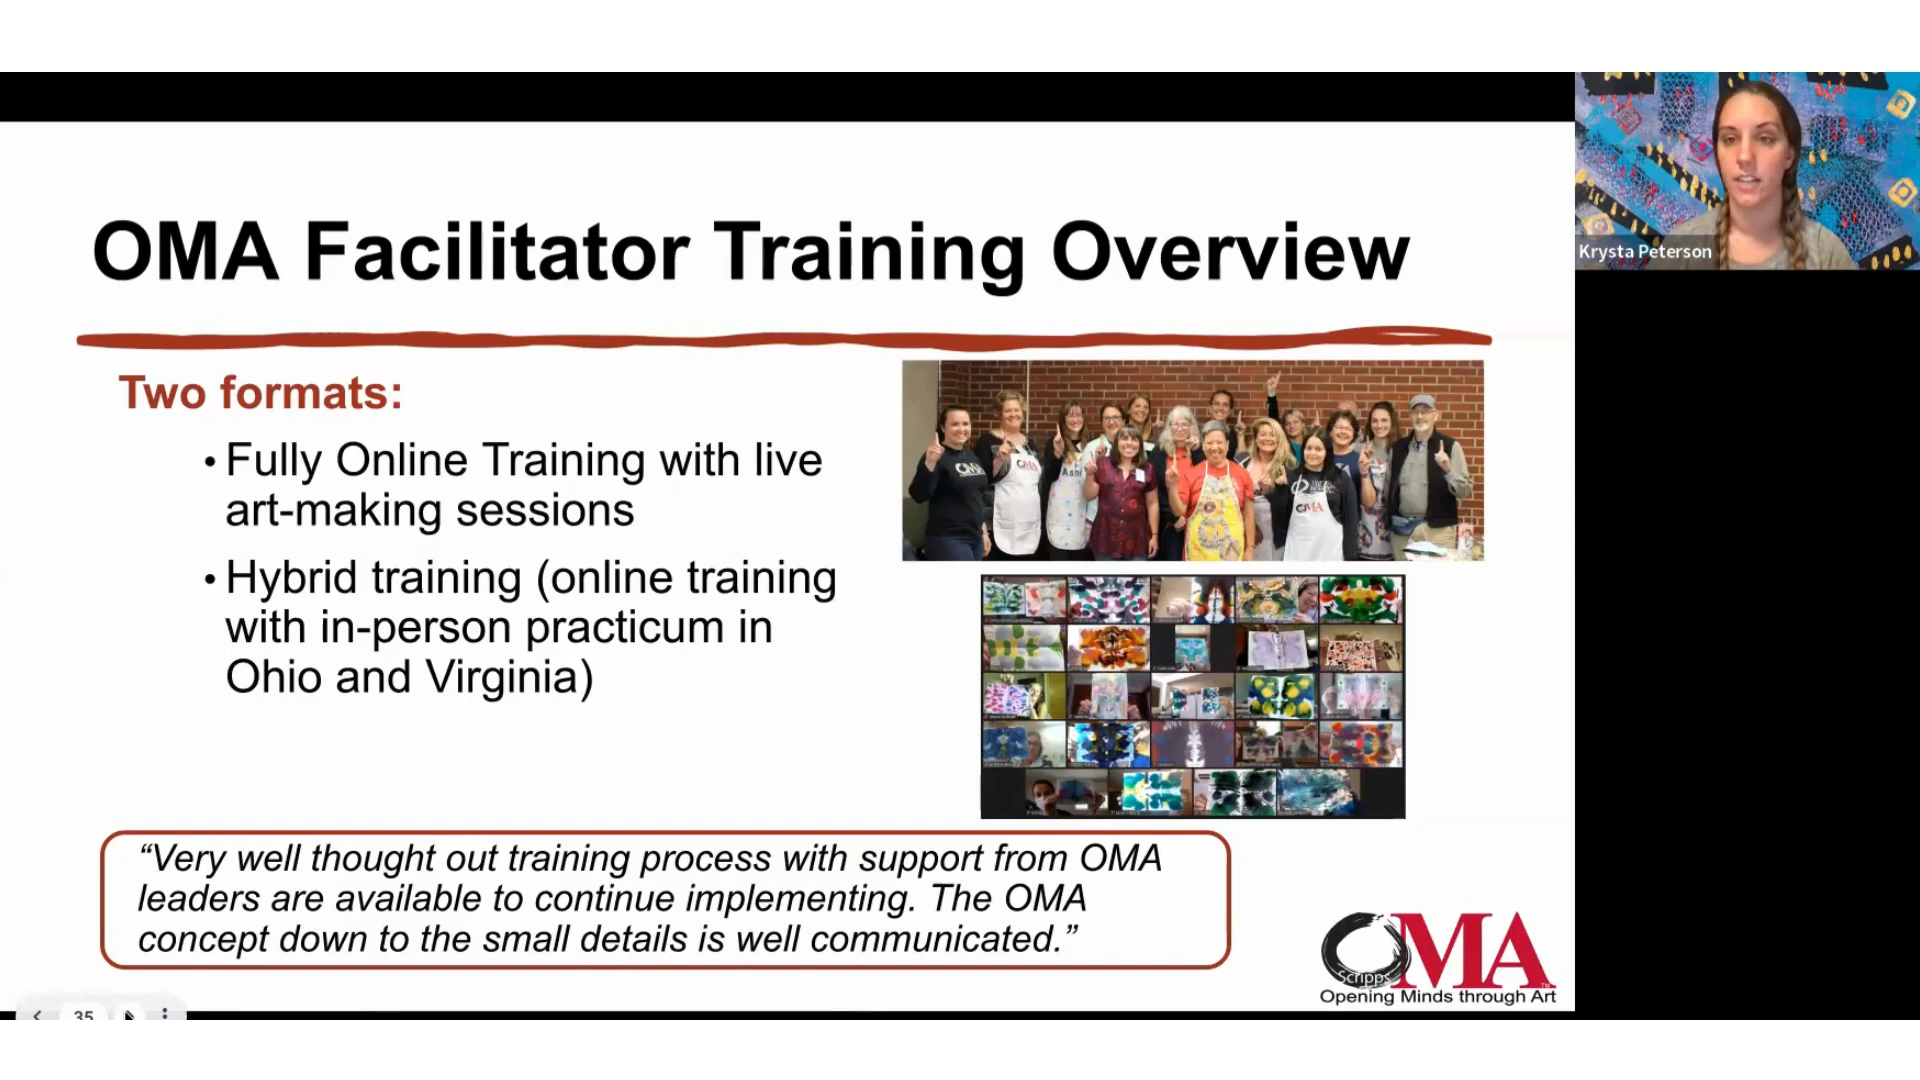 OMA Facilitator Training Overview
Krysta Peterson
Two formats:
• Fully Online Training with live
art-making sessions
• Hybrid training (online training
with in-person practicum in
Ohio and Virginia)
“Very well thought out training process with support from OMA
leaders are available to continue implementing. The OMA
concept down to the small details is well communicated.”
OMA
Scripps
Opening Minds through Art
35